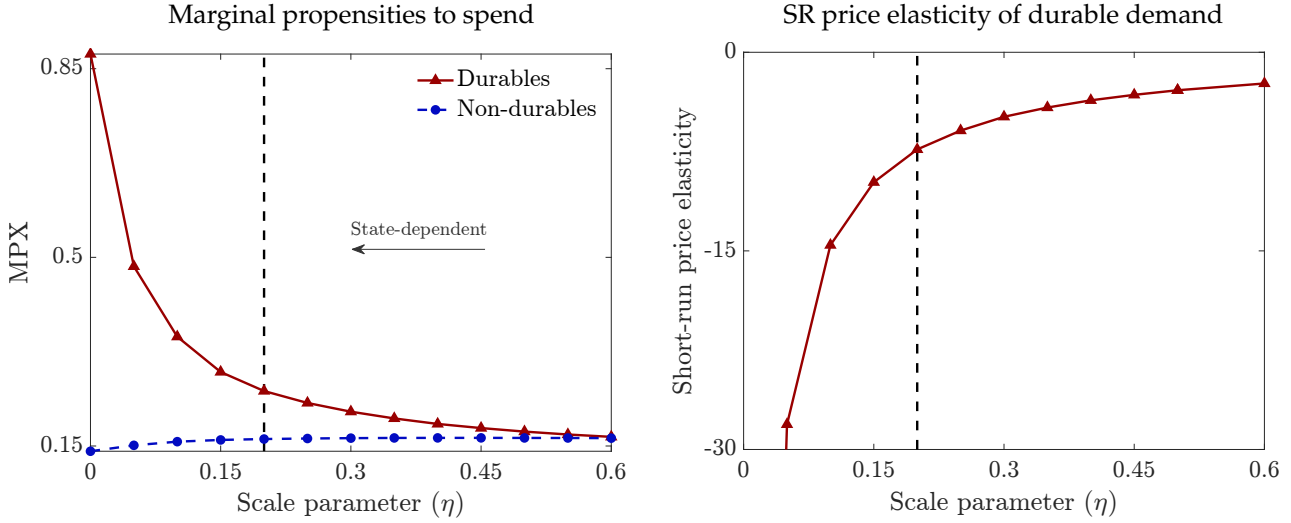 Marginal propensities to spend
0.85
0.5
0.15
MPX
Durables
Non-durables
State-dependent
0
0.15
0.3
0.45
0.6
Scale parameter (η)
SR price elasticity of durable demand
0
-15
-30
Short-run price elasticity
0
0.15
0.3
0.45
0.6
Scale parameter (η)